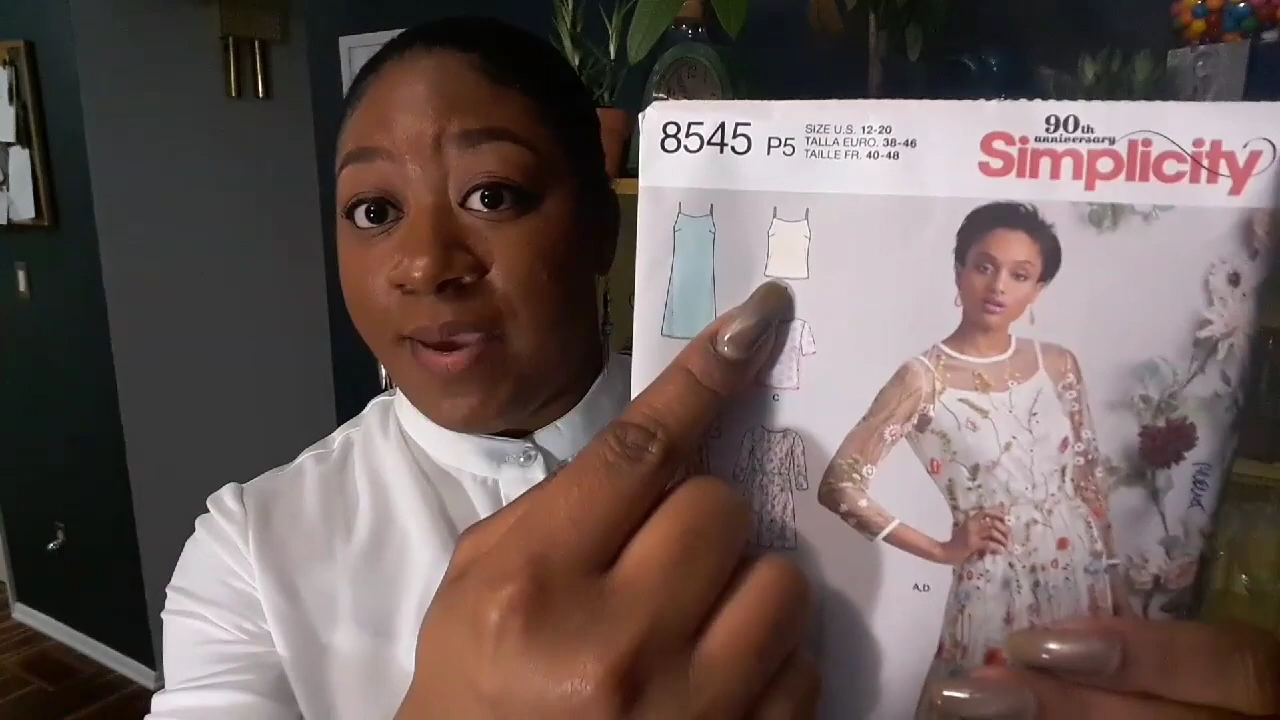 8545 P5
SIZE U.S. 12-20
TALLA EURO. 38-46
TAILLE FR. 40-48
90th
anniversary
Simplicity
C
A,D